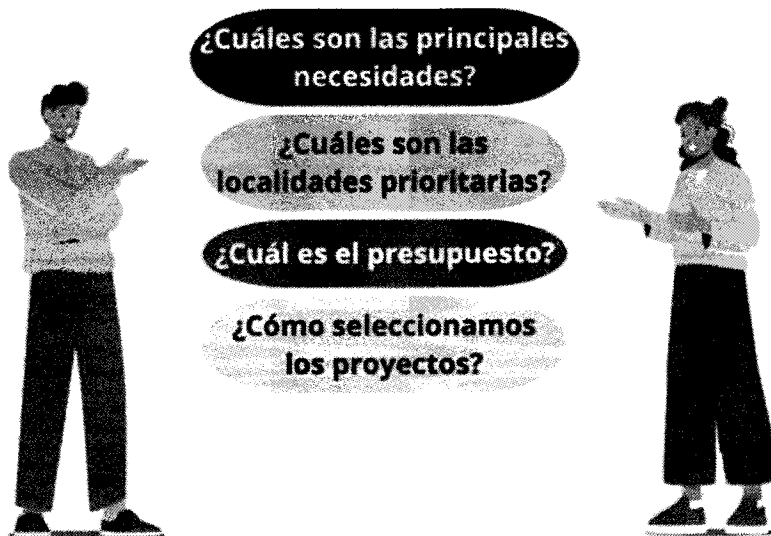 ¿Cuáles son las principales
necesidades?
¿Cuáles son las
localidades prioritarias?
¿Cuál es el presupuesto?
¿Cómo seleccionamos
los proyectos?